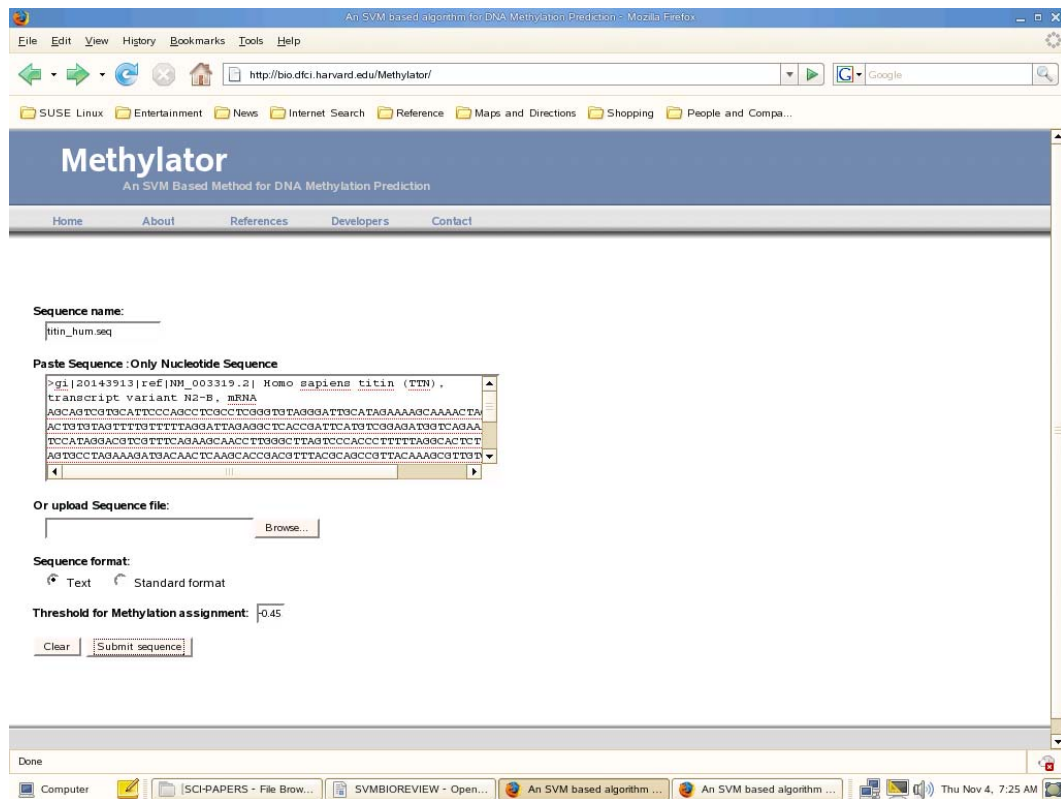 An SVM based algorithm for DNA Methylation Prediction - Mozilla Firefox
File Edit View History Bookmarks Tools Help
http://bio.dfci.harvard.edu/Methylator/
G Google
SUSE Linux Entertainment News Internet Search Reference Maps and Directions Shopping People and Compa...
Methylator
An SVM Based Method for DNA Methylation Prediction
Home About References Developers Contact
Sequence name:
titin_hum.seq
Paste Sequence : Only Nucleotide Sequence
>gi|20143913|ref|NM_003319.2| Homo sapiens titin (TTN),
transcript variant N2-B, mRNA
AGCAGTCGTGCATTCCCAGCCTCGCCTCGGGTGTAGGGATTGCATAGAAAAGCAAAACTA
ACTGTGTAGTTTTGTTTTTAGGATTAGAGGCTCACCGATTCATGTCGGAGATGGTCAGAA
TCCATAGGACGTCGTTTCAGAAGCAACCTTGGGCTTAGTCCCACCCTTTTTAGGCACTCT
AGTGCCTAGAAAGATGACAACTCAAGCACCGACGTTTACGCAGCCGTTACAAAGCGTTGT
Or upload Sequence file:
Browse...
Sequence format:
Text Standard format
Threshold for Methylation assignment: -0.45
Clear Submit sequence
Done
Computer [SCI-PAPERS - File Brow... SVMBIOREVIEW - Open... An SVM based algorithm ... An SVM based algorithm ... Thu Nov 4, 7:25 AM